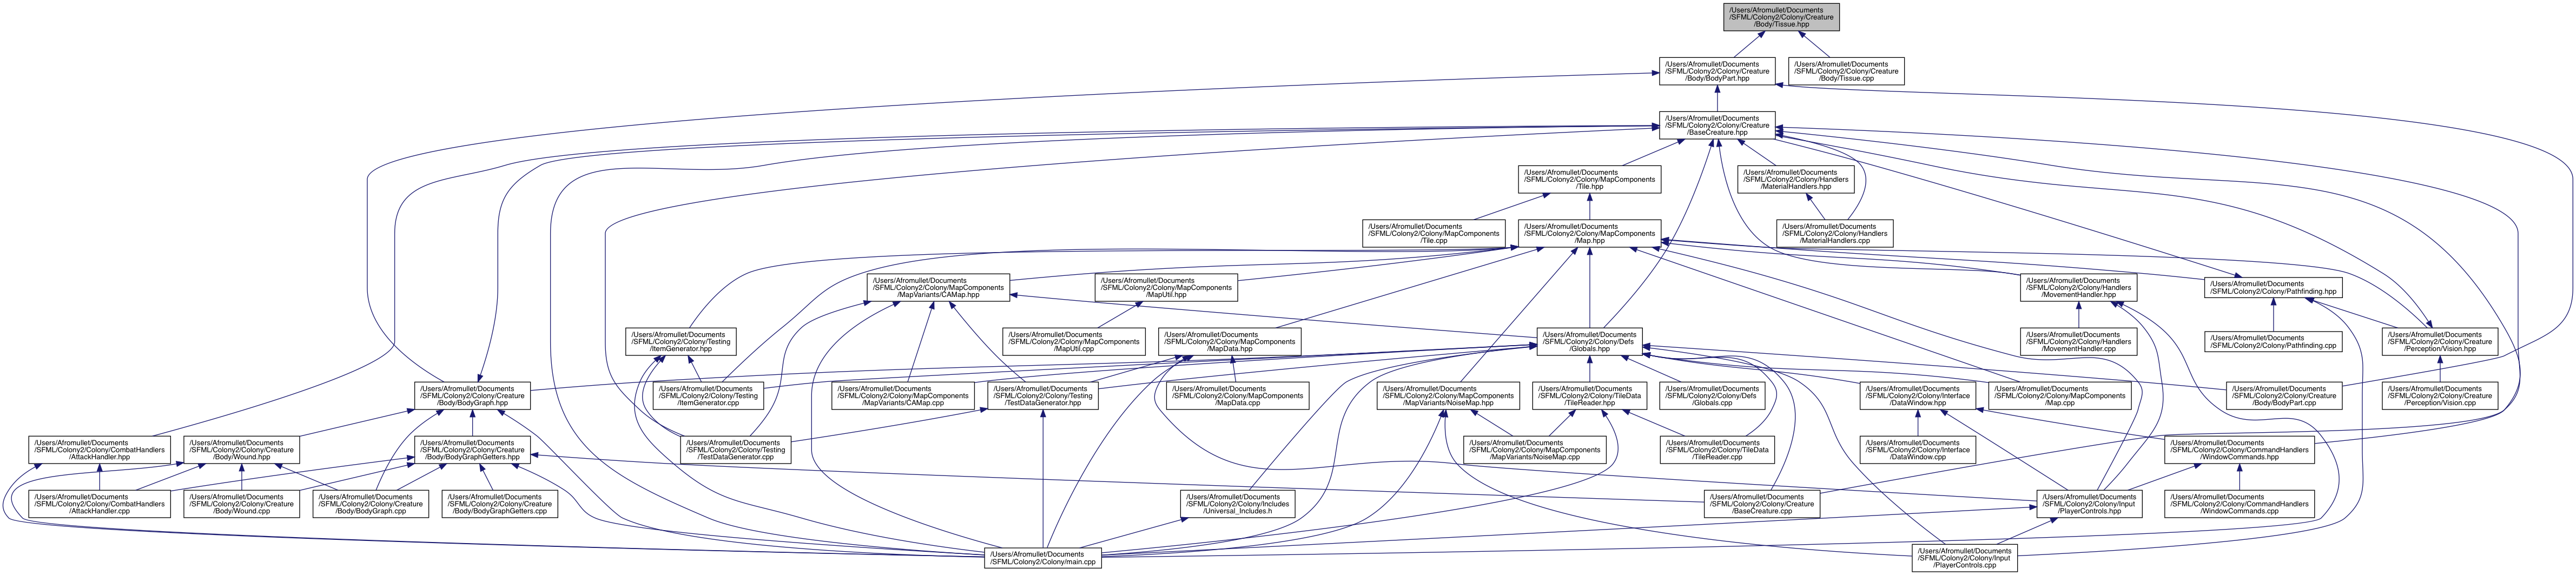 /Users/Afromullet/Documents
/SFML/Colony2/Colony/Creature
/Body/Tissue.hpp
/Users/Afromullet/Documents
/SFML/Colony2/Colony/Creature
/Body/BodyPart.hpp
/Users/Afromullet/Documents
/SFML/Colony2/Colony/Creature
/Body/Tissue.cpp
/Users/Afromullet/Documents
/SFML/Colony2/Colony/Creature
/BaseCreature.hpp
/Users/Afromullet/Documents
/SFML/Colony2/Colony/MapComponents
/Tile.hpp
/Users/Afromullet/Documents
/SFML/Colony2/Colony/Handlers
/MaterialHandlers.hpp
/Users/Afromullet/Documents
/SFML/Colony2/Colony/MapComponents
/Tile.cpp
/Users/Afromullet/Documents
/SFML/Colony2/Colony/MapComponents
/Map.hpp
/Users/Afromullet/Documents
/SFML/Colony2/Colony/Handlers
/MaterialHandlers.cpp
/Users/Afromullet/Documents
/SFML/Colony2/Colony/MapComponents
/MapVariants/CAMap.hpp
/Users/Afromullet/Documents
/SFML/Colony2/Colony/MapComponents
/MapUtil.hpp
/Users/Afromullet/Documents
/SFML/Colony2/Colony/Handlers
/MovementHandler.hpp
/Users/Afromullet/Documents
/SFML/Colony2/Colony/Pathfinding.hpp
/Users/Afromullet/Documents
/SFML/Colony2/Colony/Testing
/ItemGenerator.hpp
/Users/Afromullet/Documents
/SFML/Colony2/Colony/MapComponents
/MapUtil.cpp
/Users/Afromullet/Documents
/SFML/Colony2/Colony/MapComponents
/MapData.hpp
/Users/Afromullet/Documents
/SFML/Colony2/Colony/Defs
/Globals.hpp
/Users/Afromullet/Documents
/SFML/Colony2/Colony/Handlers
/MovementHandler.cpp
/Users/Afromullet/Documents
/SFML/Colony2/Colony/Pathfinding.cpp
/Users/Afromullet/Documents
/SFML/Colony2/Colony/Creature
/Perception/Vision.hpp
/Users/Afromullet/Documents
/SFML/Colony2/Colony/Creature
/Body/BodyGraph.hpp
/Users/Afromullet/Documents
/SFML/Colony2/Colony/Testing
/ItemGenerator.cpp
/Users/Afromullet/Documents
/SFML/Colony2/Colony/MapComponents
/MapVariants/CAMap.cpp
/Users/Afromullet/Documents
/SFML/Colony2/Colony/Testing
/TestDataGenerator.hpp
/Users/Afromullet/Documents
/SFML/Colony2/Colony/MapComponents
/MapData.cpp
/Users/Afromullet/Documents
/SFML/Colony2/Colony/MapComponents
/MapVariants/NoiseMap.hpp
/Users/Afromullet/Documents
/SFML/Colony2/Colony/TileData
/TileReader.hpp
/Users/Afromullet/Documents
/SFML/Colony2/Colony/Defs
/Globals.cpp
/Users/Afromullet/Documents
/SFML/Colony2/Colony/Interface
/DataWindow.hpp
/Users/Afromullet/Documents
/SFML/Colony2/Colony/MapComponents
/Map.cpp
/Users/Afromullet/Documents
/SFML/Colony2/Colony/Creature
/Body/BodyPart.cpp
/Users/Afromullet/Documents
/SFML/Colony2/Colony/Creature
/Perception/Vision.cpp
/Users/Afromullet/Documents
/SFML/Colony2/Colony/CombatHandlers
/AttackHandler.hpp
/Users/Afromullet/Documents
/SFML/Colony2/Colony/Creature
/Body/Wound.hpp
/Users/Afromullet/Documents
/SFML/Colony2/Colony/Creature
/Body/BodyGraphGetters.hpp
/Users/Afromullet/Documents
/SFML/Colony2/Colony/Testing
/TestDataGenerator.cpp
/Users/Afromullet/Documents
/SFML/Colony2/Colony/MapComponents
/MapVariants/NoiseMap.cpp
/Users/Afromullet/Documents
/SFML/Colony2/Colony/TileData
/TileReader.cpp
/Users/Afromullet/Documents
/SFML/Colony2/Colony/Interface
/DataWindow.cpp
/Users/Afromullet/Documents
/SFML/Colony2/Colony/CommandHandlers
/WindowCommands.hpp
/Users/Afromullet/Documents
/SFML/Colony2/Colony/CombatHandlers
/AttackHandler.cpp
/Users/Afromullet/Documents
/SFML/Colony2/Colony/Creature
/Body/Wound.cpp
/Users/Afromullet/Documents
/SFML/Colony2/Colony/Creature
/Body/BodyGraph.cpp
/Users/Afromullet/Documents
/SFML/Colony2/Colony/Creature
/Body/BodyGraphGetters.cpp
/Users/Afromullet/Documents
/SFML/Colony2/Colony/Includes
/Universal_Includes.h
/Users/Afromullet/Documents
/SFML/Colony2/Colony/Creature
/BaseCreature.cpp
/Users/Afromullet/Documents
/SFML/Colony2/Colony/Input
/PlayerControls.hpp
/Users/Afromullet/Documents
/SFML/Colony2/Colony/CommandHandlers
/WindowCommands.cpp
/Users/Afromullet/Documents
/SFML/Colony2/Colony/main.cpp
/Users/Afromullet/Documents
/SFML/Colony2/Colony/Input
/PlayerControls.cpp